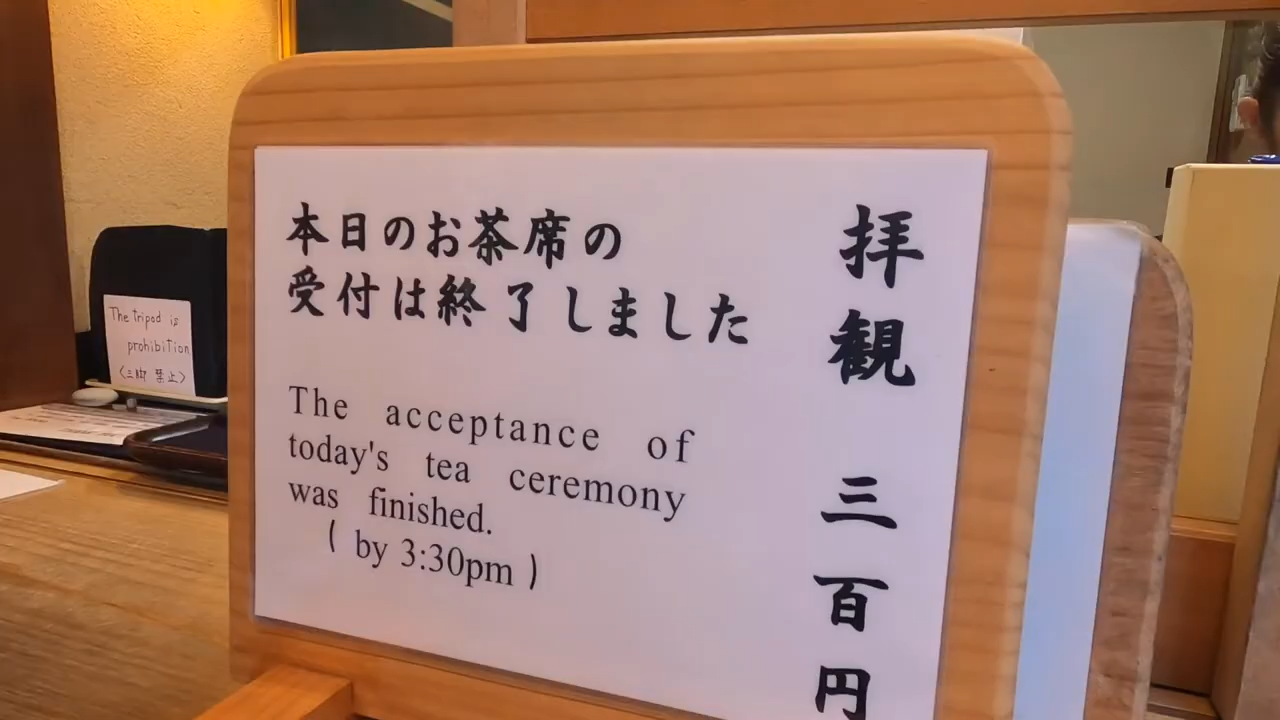 本日のお茶席の
受付は終了しました
The acceptance of
today's tea ceremony
was finished.
( by 3:30pm )
拝観 三百円
The tripod is
prohibition
〈三脚 禁止〉